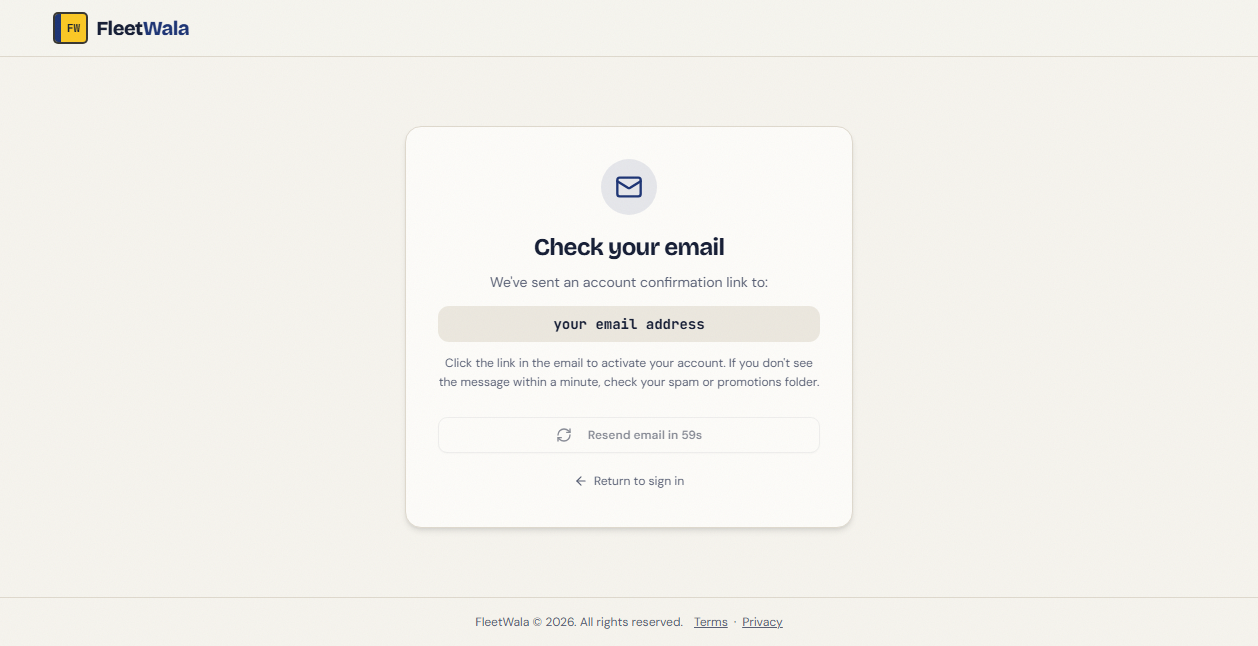 FW FleetWala
Check your email
We've sent an account confirmation link to:
your email address
Click the link in the email to activate your account. If you don't see
the message within a minute, check your spam or promotions folder.
Resend email in 59s
Return to sign in
FleetWala © 2026. All rights reserved. Terms · Privacy